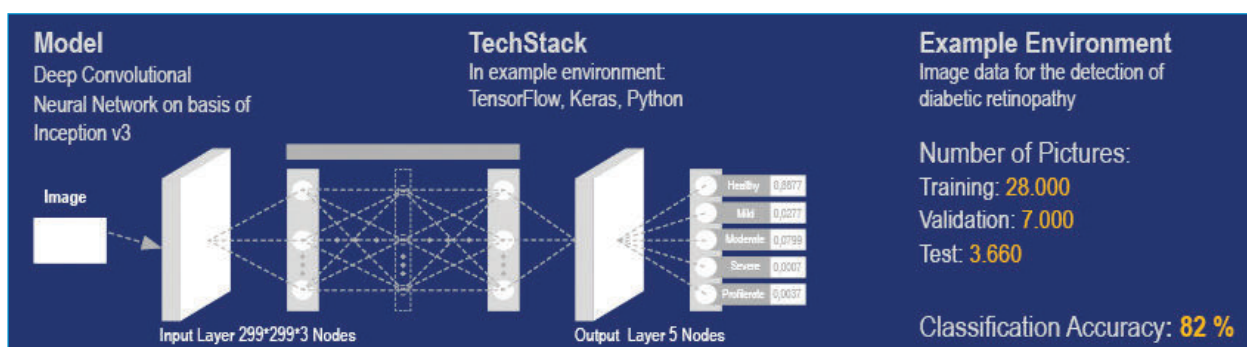 Model
Deep Convolutional
Neural Network on basis of
Inception v3
TechStack
In example environment:
TensorFlow, Keras, Python
Example Environment
Image data for the detection of
diabetic retinopathy
Number of Pictures:
Training: 28.000
Validation: 7.000
Test: 3.660
Classification Accuracy: 82 %
Image
Input Layer 299*299*3 Nodes
Output Layer 5 Nodes
Healthy 0,8877
Mild 0,0277
Moderate 0,0799
Severe 0,0007
0,0037